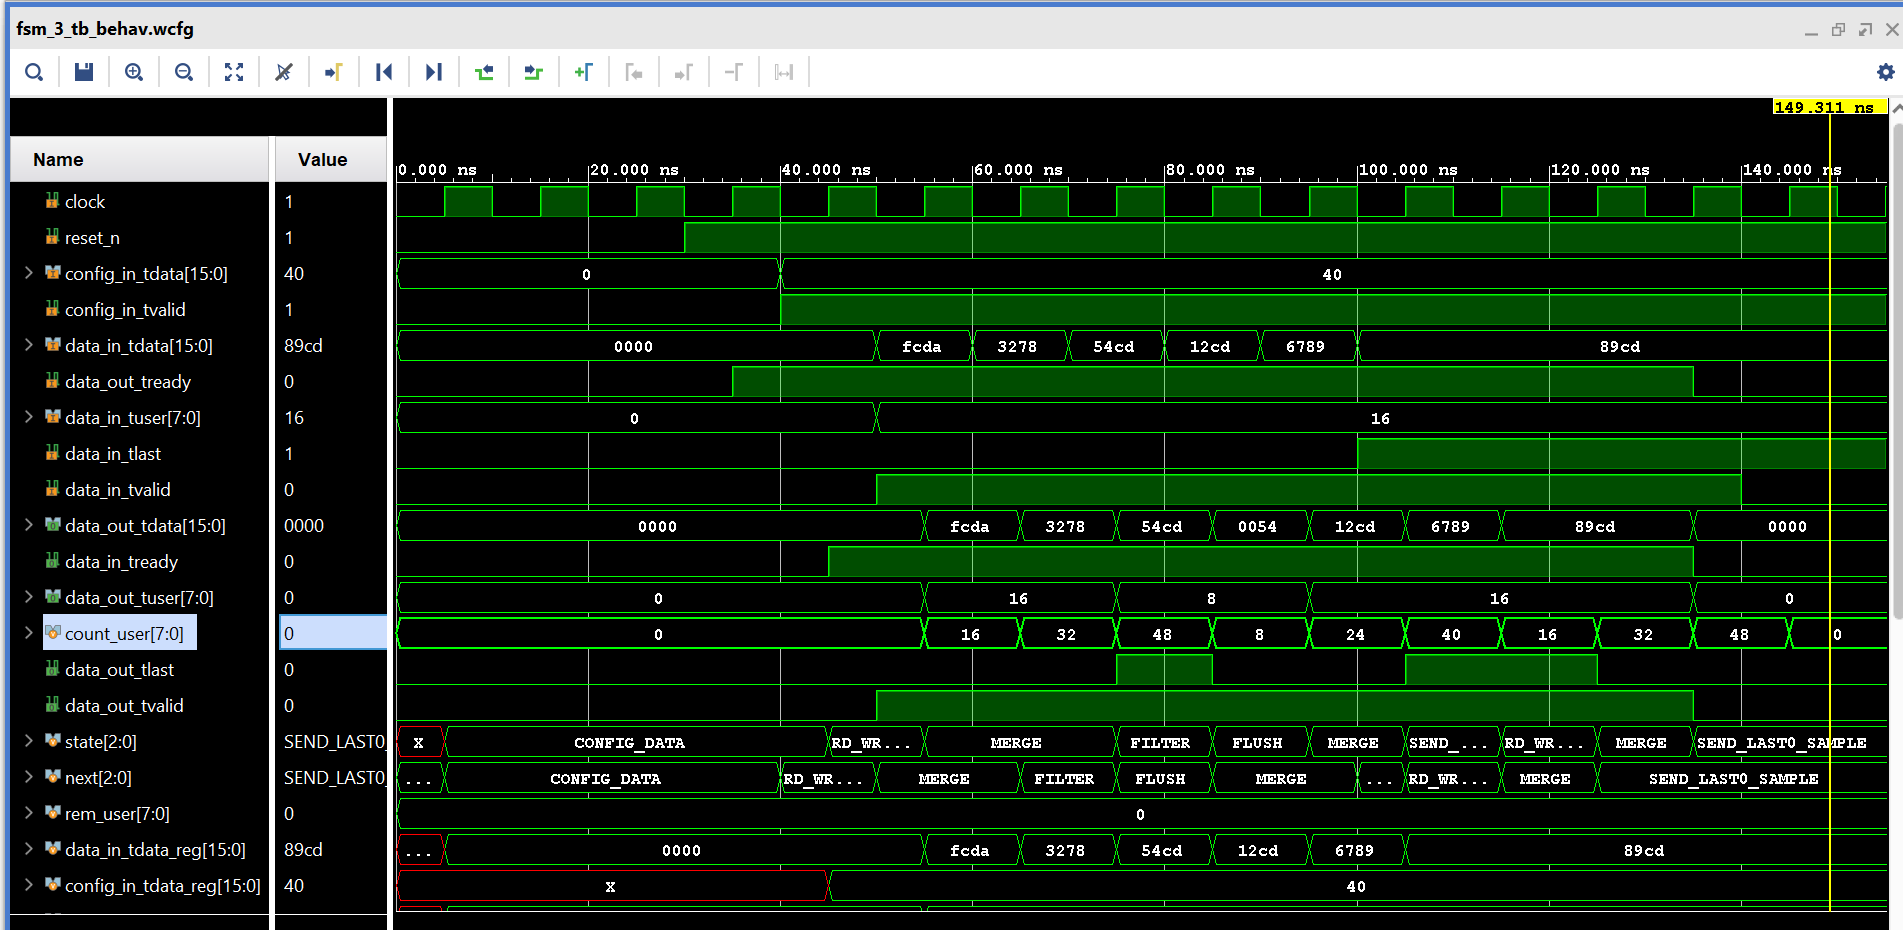 fsm_3_tb_behav.wcfg
149.311 ns
Name Value
0.000 ns 20.000 ns 40.000 ns 60.000 ns 80.000 ns 100.000 ns 120.000 ns 140.000 ns
clock 1
reset_n 1
config_in_tdata[15:0] 40 0 40
config_in_tvalid 1
data_in_tdata[15:0] 89cd 0000 fcda 3278 54cd 12cd 6789 89cd
data_out_tready 0
data_in_tuser[7:0] 16 0 16
data_in_tlast 1
data_in_tvalid 0
data_out_tdata[15:0] 0000 0000 fcda 3278 54cd 0054 12cd 6789 89cd 0000
data_in_tready 0
data_out_tuser[7:0] 0 0 16 8 16 0
count_user[7:0] 0 0 16 32 48 8 24 40 16 32 48 0
data_out_tlast 0
data_out_tvalid 0
state[2:0] SEND_LAST0_ X CONFIG_DATA RD_WR... MERGE FILTER FLUSH MERGE SEND_... RD_WR... MERGE SEND_LAST0_SAMPLE
next[2:0] SEND_LAST0_ ... CONFIG_DATA RD_WR... MERGE FILTER FLUSH MERGE ... RD_WR... MERGE SEND_LAST0_SAMPLE
rem_user[7:0] 0 0
data_in_tdata_reg[15:0] 89cd ... 0000 fcda 3278 54cd 12cd 6789 89cd
config_in_tdata_reg[15:0] 40 X 40